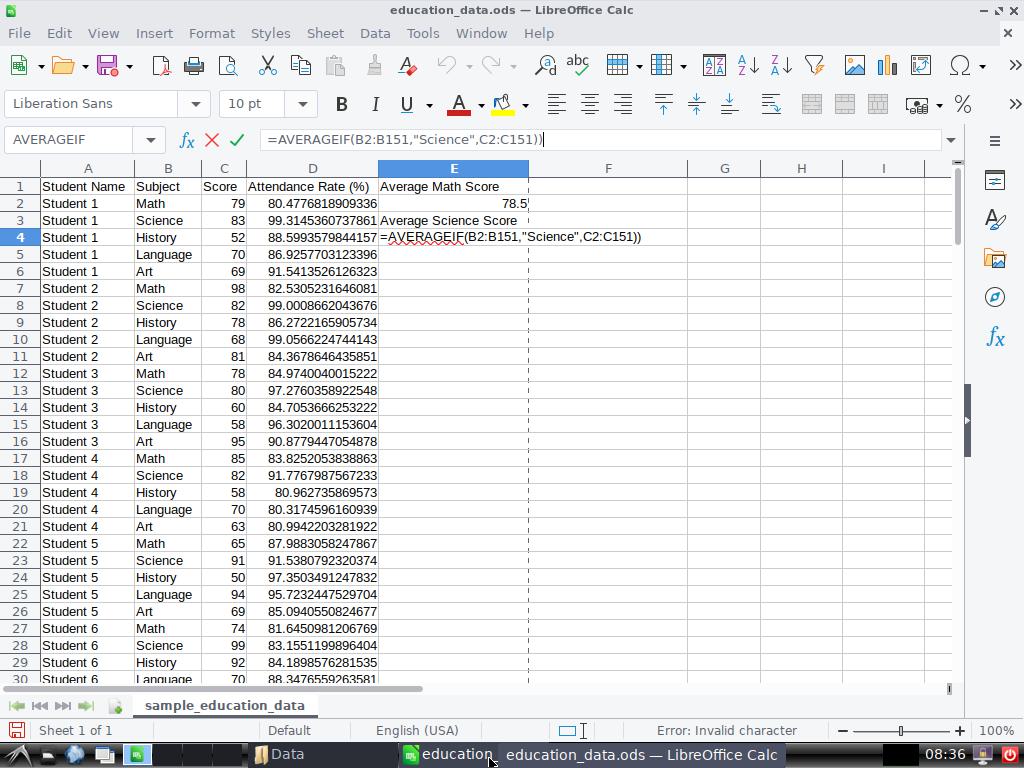 education_data.ods — LibreOffice Calc
File Edit View Insert Format Styles Sheet Data Tools Window Help
Liberation Sans 10 pt
AVERAGEIF =AVERAGEIF(B2:B151,"Science",C2:C151))
A B C D E F G H I
1 Student Name Subject Score Attendance Rate (%) Average Math Score
2 Student 1 Math 79 80.4776818909336 78.5
3 Student 1 Science 83 99.3145360737861 Average Science Score
4 Student 1 History 52 88.5993579844157 =AVERAGEIF(B2:B151,"Science",C2:C151))
5 Student 1 Language 70 86.9257703123396
6 Student 1 Art 69 91.5413526126323
7 Student 2 Math 98 82.5305231646081
8 Student 2 Science 82 99.0008662043676
9 Student 2 History 78 86.2722165905734
10 Student 2 Language 68 99.0566224744143
11 Student 2 Art 81 84.3678646435851
12 Student 3 Math 78 84.9740040015222
13 Student 3 Science 80 97.2760358922548
14 Student 3 History 60 84.7053666253222
15 Student 3 Language 58 96.3020011153604
16 Student 3 Art 95 90.8779447054878
17 Student 4 Math 85 83.8252053838863
18 Student 4 Science 82 91.7767987567233
19 Student 4 History 58 80.962735869573
20 Student 4 Language 70 80.3174596160939
21 Student 4 Art 63 80.9942203281922
22 Student 5 Math 65 87.9883058247867
23 Student 5 Science 91 91.5380792320374
24 Student 5 History 50 97.3503491247832
25 Student 5 Language 94 95.7232447529704
26 Student 5 Art 69 85.0940550824677
27 Student 6 Math 74 81.6450981206769
28 Student 6 Science 99 83.1551199896404
29 Student 6 History 92 84.1898576281535
30 Student 6 Language 70 88.3476559263581
sample_education_data
Sheet 1 of 1 Default English (USA) Error: Invalid character 100%
Data education education_data.ods — LibreOffice Calc 08:36